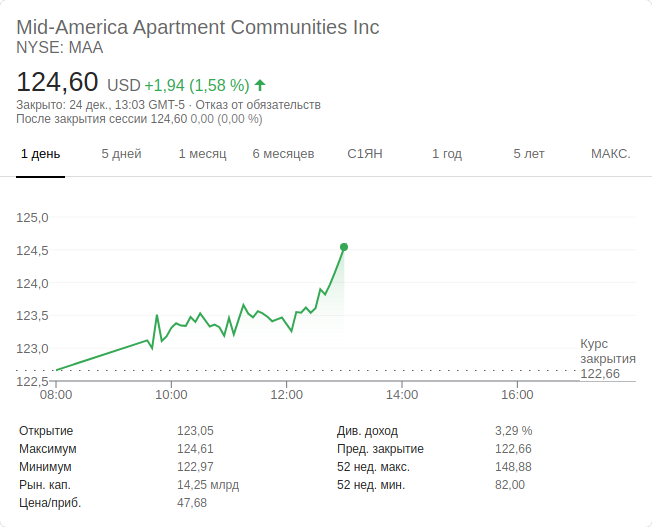 Mid-America Apartment Communities Inc
NYSE: MAA
124,60 USD +1,94 (1,58 %) ↑
Закрыто: 24 дек., 13:03 GMT-5 · Отказ от обязательств
После закрытия сессии 124,60 0,00 (0,00 %)
1 день 5 дней 1 месяц 6 месяцев С1ЯН 1 год 5 лет МАКС.
125,0
124,5
124,0
123,5
123,0
122,5
Курс
закрытия
122,66
08:00 10:00 12:00 14:00 16:00
Открытие 123,05 Див. доход 3,29 %
Максимум 124,61 Пред. закрытие 122,66
Минимум 122,97 52 нед. макс. 148,88
Рын. кап. 14,25 млрд 52 нед. мин. 82,00
Цена/приб. 47,68